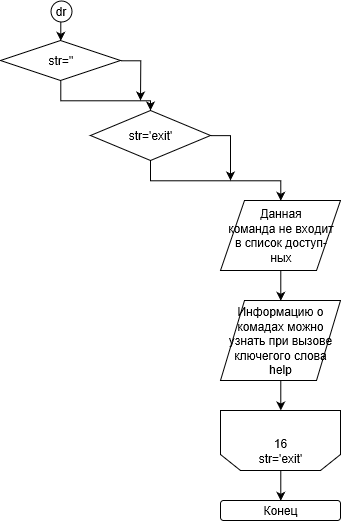 dr
str=''
str='exit'
Данная
команда не входит
в список доступ-
ных
Информацию о
комадах можно
узнать при вызове
ключегого слова
help
16
str='exit'
Конец